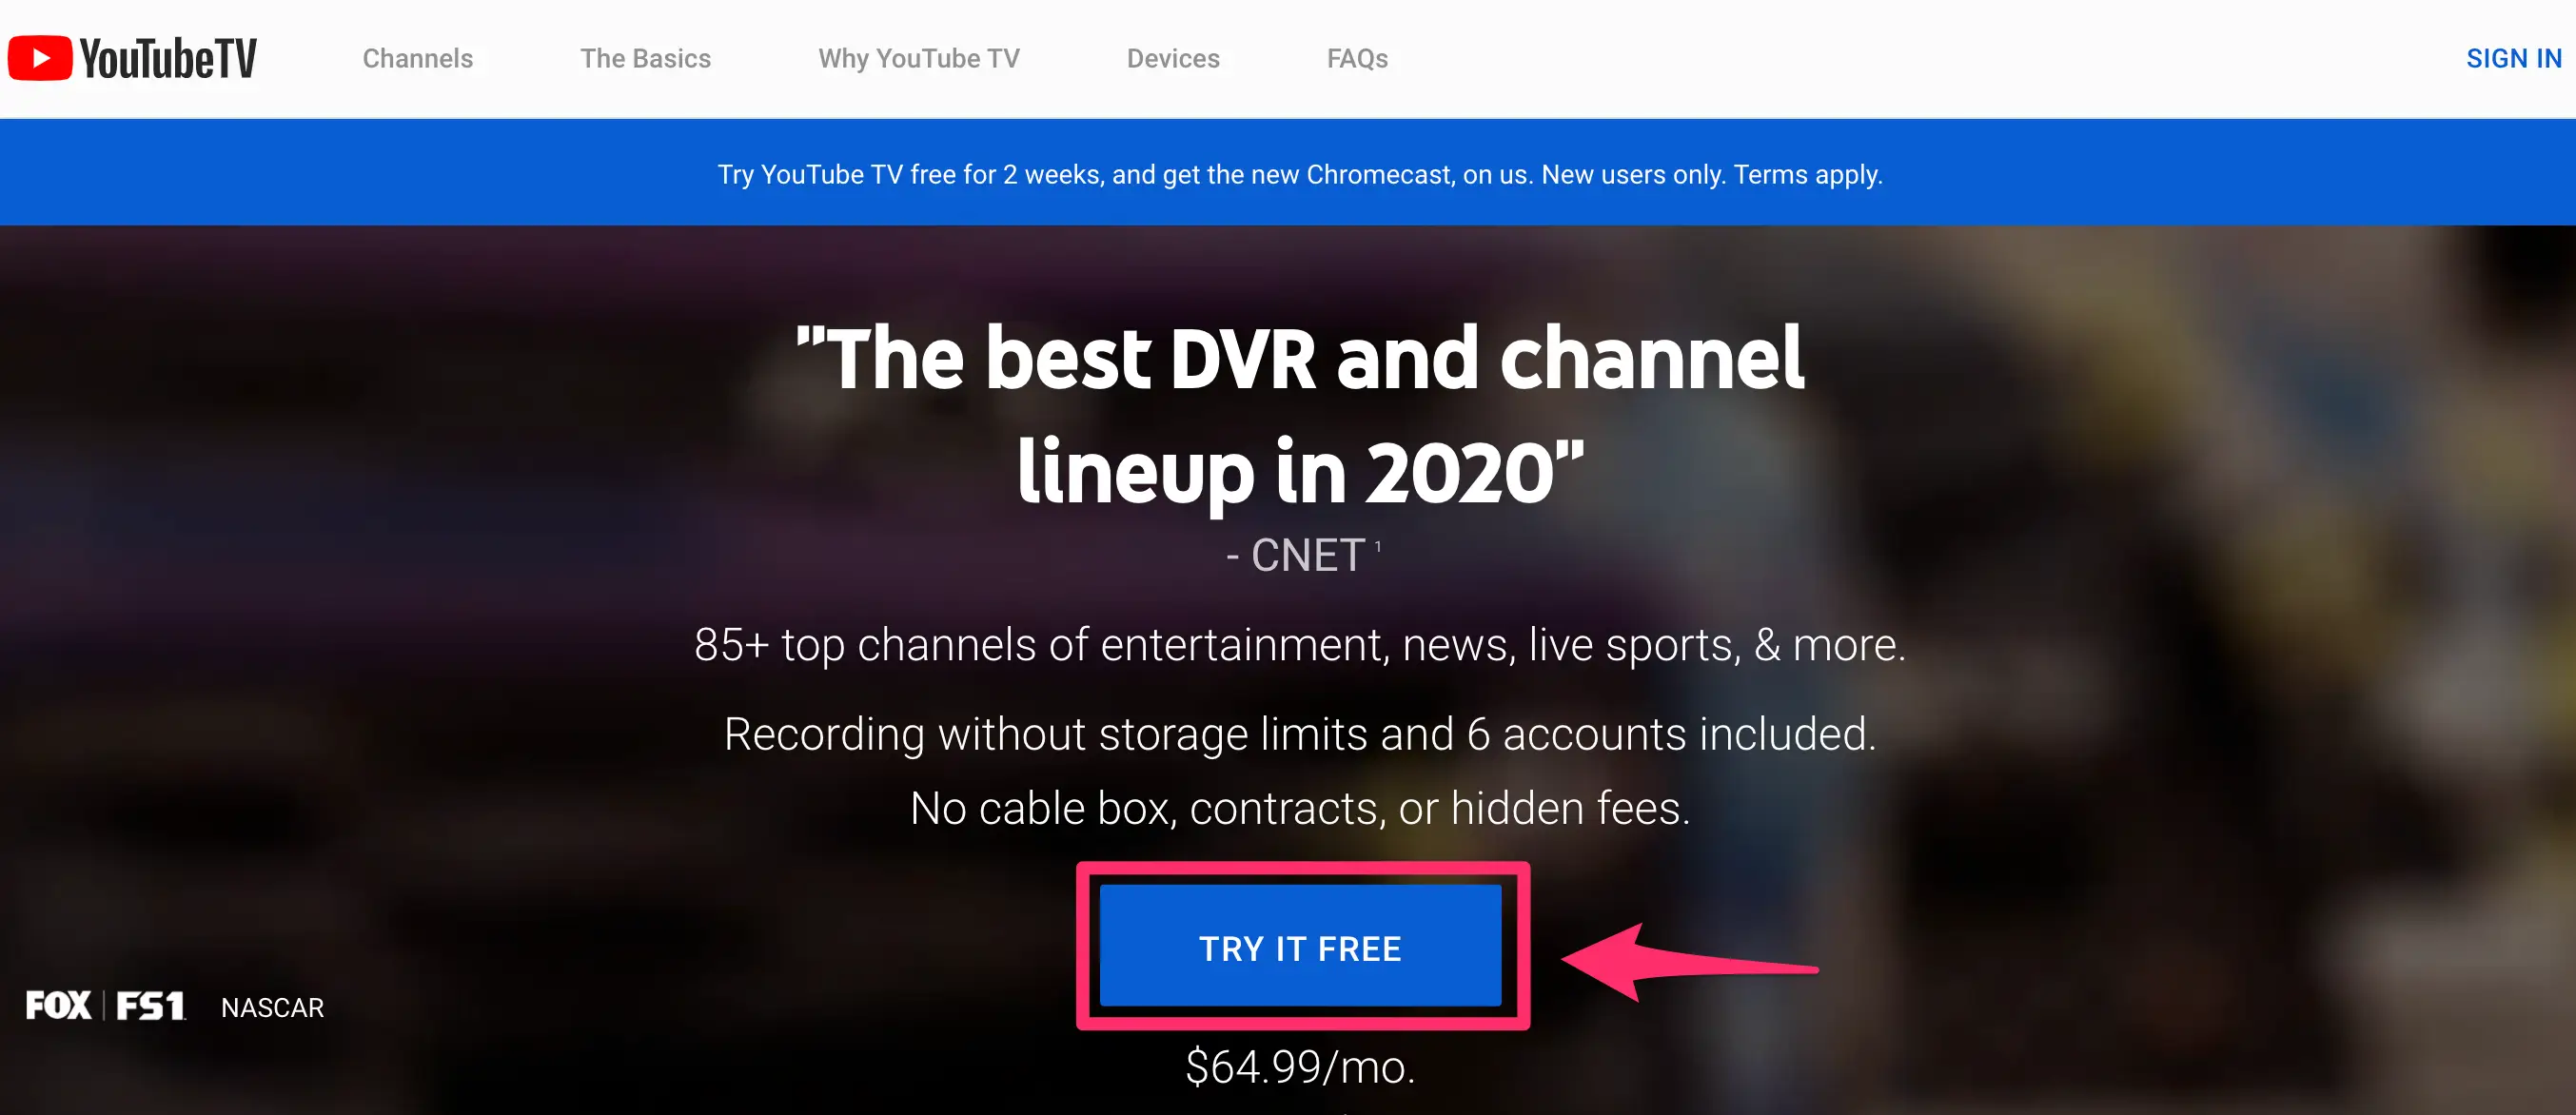 YouTubeTV
Channels
The Basics
Why YouTube TV
Devices
FAQs
SIGN IN
Try YouTube TV free for 2 weeks, and get the new Chromecast, on us. New users only. Terms apply.
"The best DVR and channel
lineup in 2020"
- CNET 1
85+ top channels of entertainment, news, live sports, & more.
Recording without storage limits and 6 accounts included.
No cable box, contracts, or hidden fees.
TRY IT FREE
FOX | FS1 NASCAR
$64.99/mo.